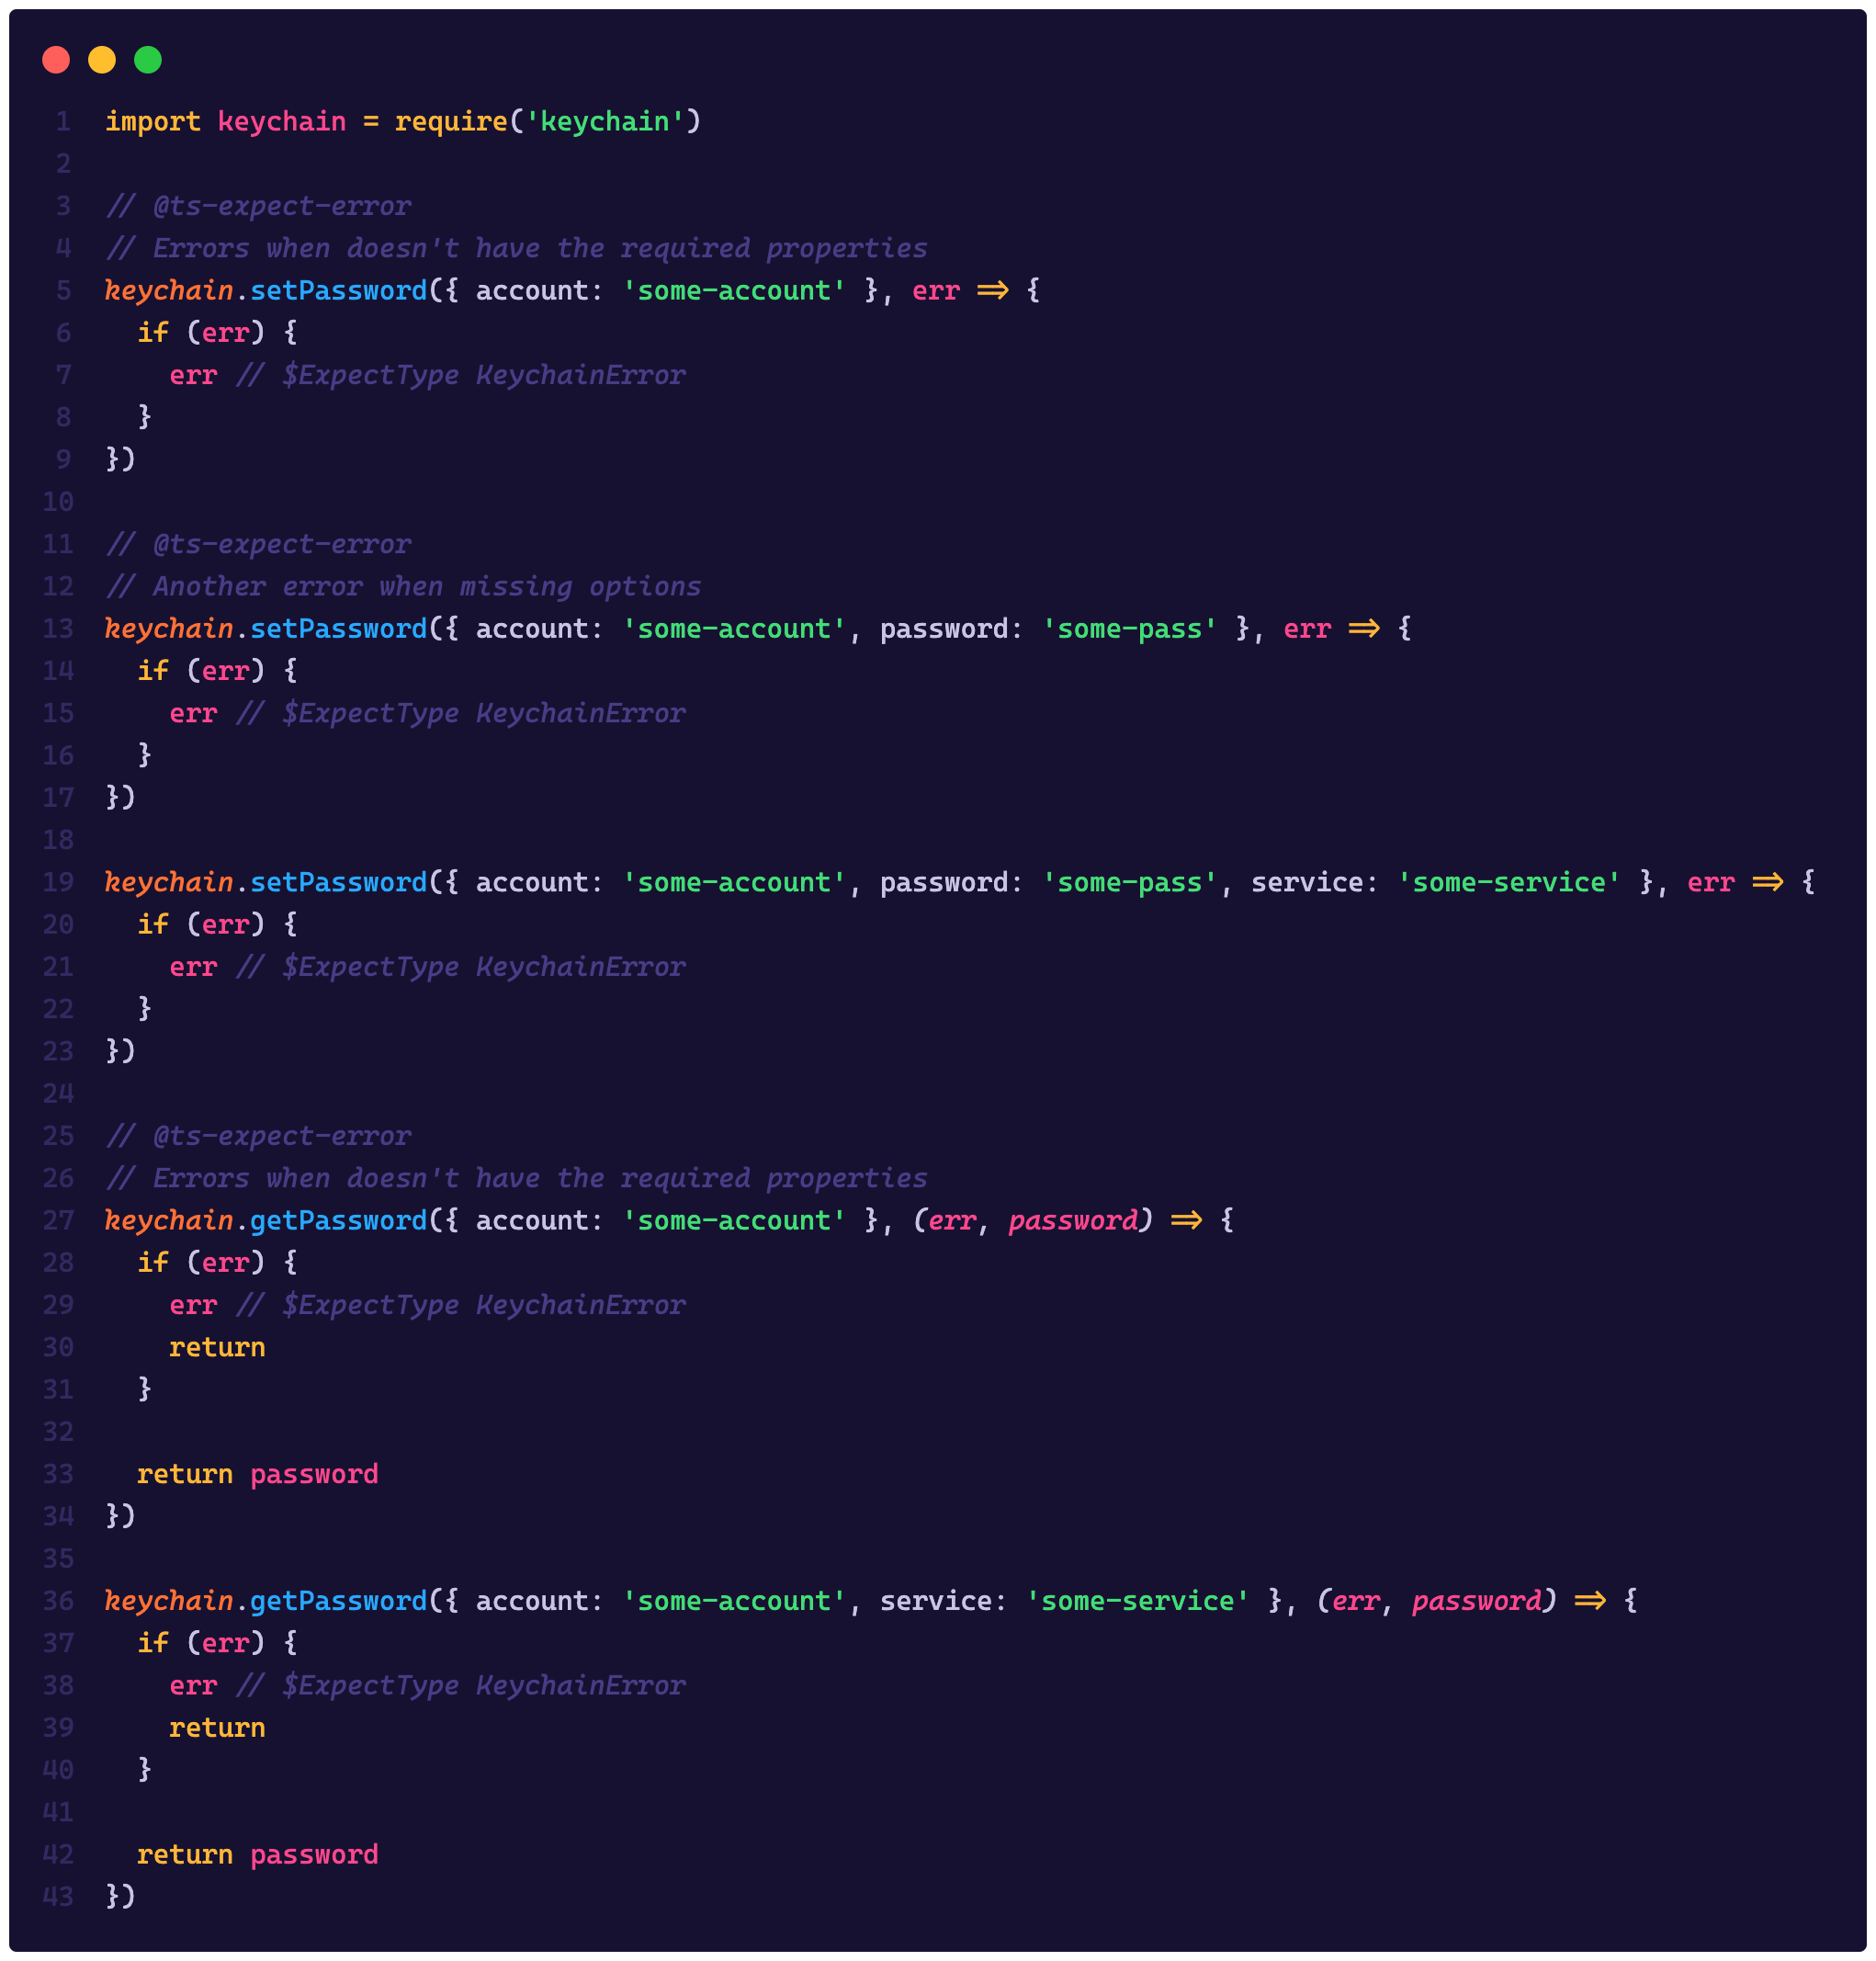 1 import keychain = require('keychain')
2
3 // @ts-expect-error
4 // Errors when doesn't have the required properties
5 keychain.setPassword({ account: 'some-account' }, err => {
6   if (err) {
7     err // $ExpectType KeychainError
8   }
9 })
10
11 // @ts-expect-error
12 // Another error when missing options
13 keychain.setPassword({ account: 'some-account', password: 'some-pass' }, err => {
14   if (err) {
15     err // $ExpectType KeychainError
16   }
17 })
18
19 keychain.setPassword({ account: 'some-account', password: 'some-pass', service: 'some-service' }, err => {
20   if (err) {
21     err // $ExpectType KeychainError
22   }
23 })
24
25 // @ts-expect-error
26 // Errors when doesn't have the required properties
27 keychain.getPassword({ account: 'some-account' }, (err, password) => {
28   if (err) {
29     err // $ExpectType KeychainError
30     return
31   }
32
33   return password
34 })
35
36 keychain.getPassword({ account: 'some-account', service: 'some-service' }, (err, password) => {
37   if (err) {
38     err // $ExpectType KeychainError
39     return
40   }
41
42   return password
43 })